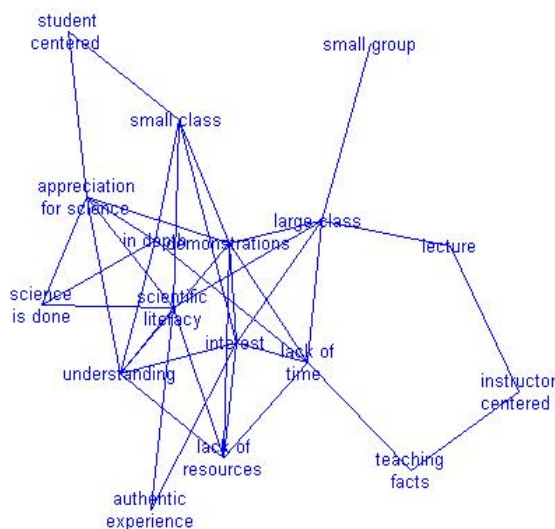 student
centered
small group
small class
appreciation
for science
large class
in depth
demonstrations
lecture
science
is done
scientific
literacy
interest
lack of
time
understanding
instructor
centered
lack of
resources
teaching
facts
authentic
experience